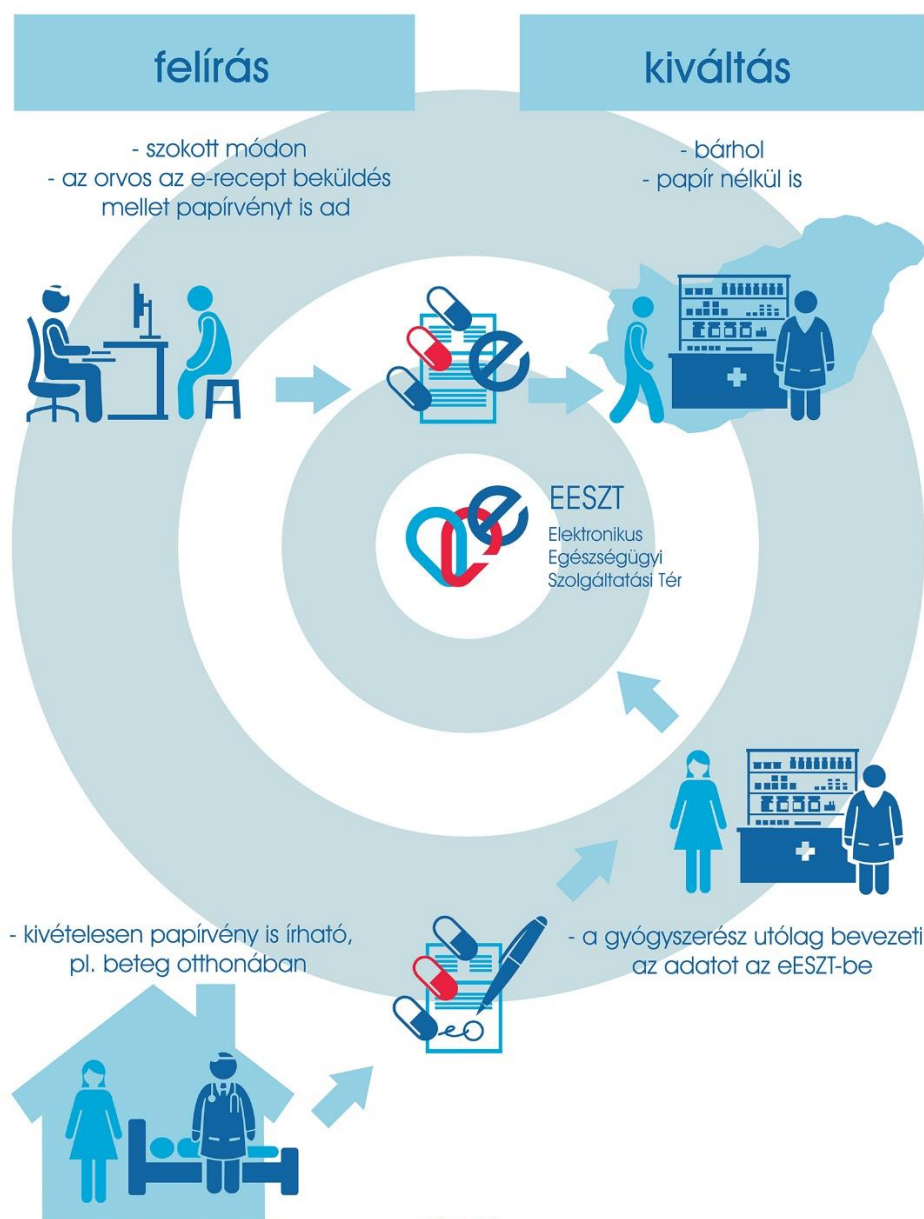 felírás
kiváltás
- szokott módon
- az orvos az e-recept beküldés
mellet papírvényt is ad
- bárhol
- papír nélkül is
EESZT
Elektronikus
Egészségügyi
Szolgáltatási Tér
- kivételesen papírvény is írható,
pl. beteg otthonában
- a gyógyszerész utólag bevezeti
az adatot az eESZT-be